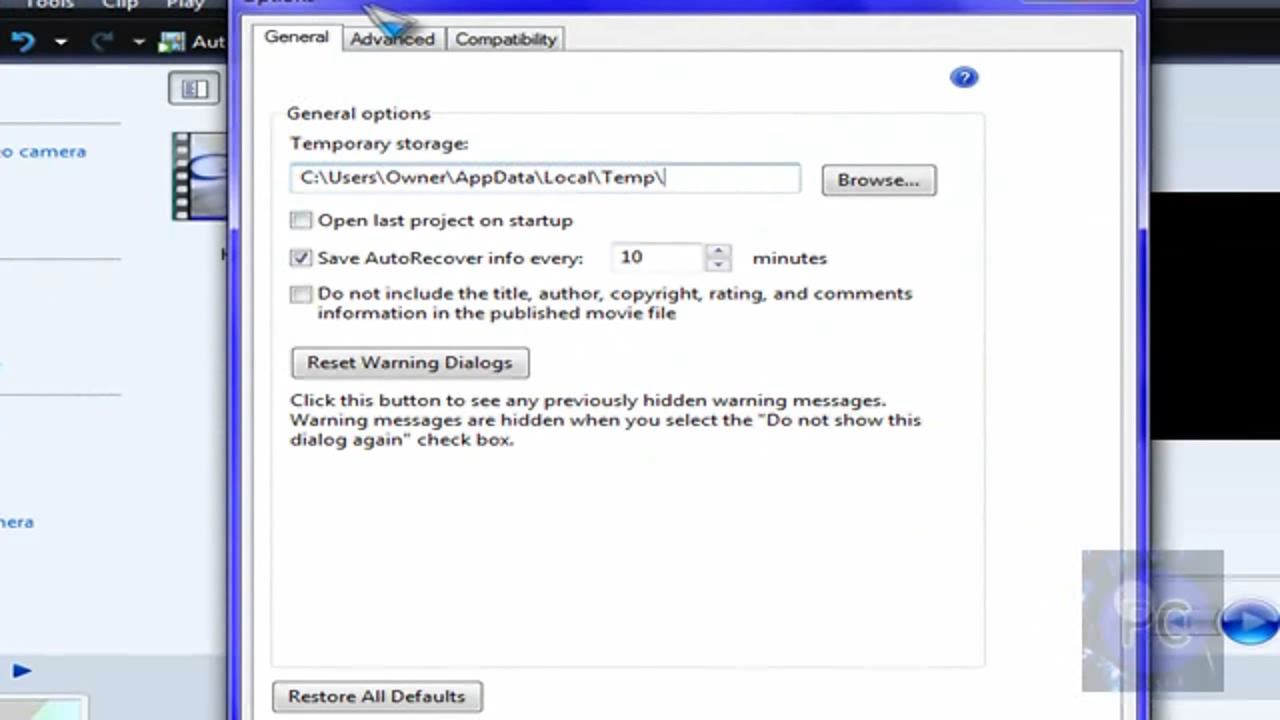 Tools Clip Play
Options
Aut
General Advanced Compatibility
?
General options
o camera
Temporary storage:
C:\Users\Owner\AppData\Local\Temp\
Browse...
Open last project on startup
Save AutoRecover info every: 10 minutes
Do not include the title, author, copyright, rating, and comments
information in the published movie file
Reset Warning Dialogs
Click this button to see any previously hidden warning messages.
Warning messages are hidden when you select the "Do not show this
dialog again" check box.
nera
PC
Restore All Defaults